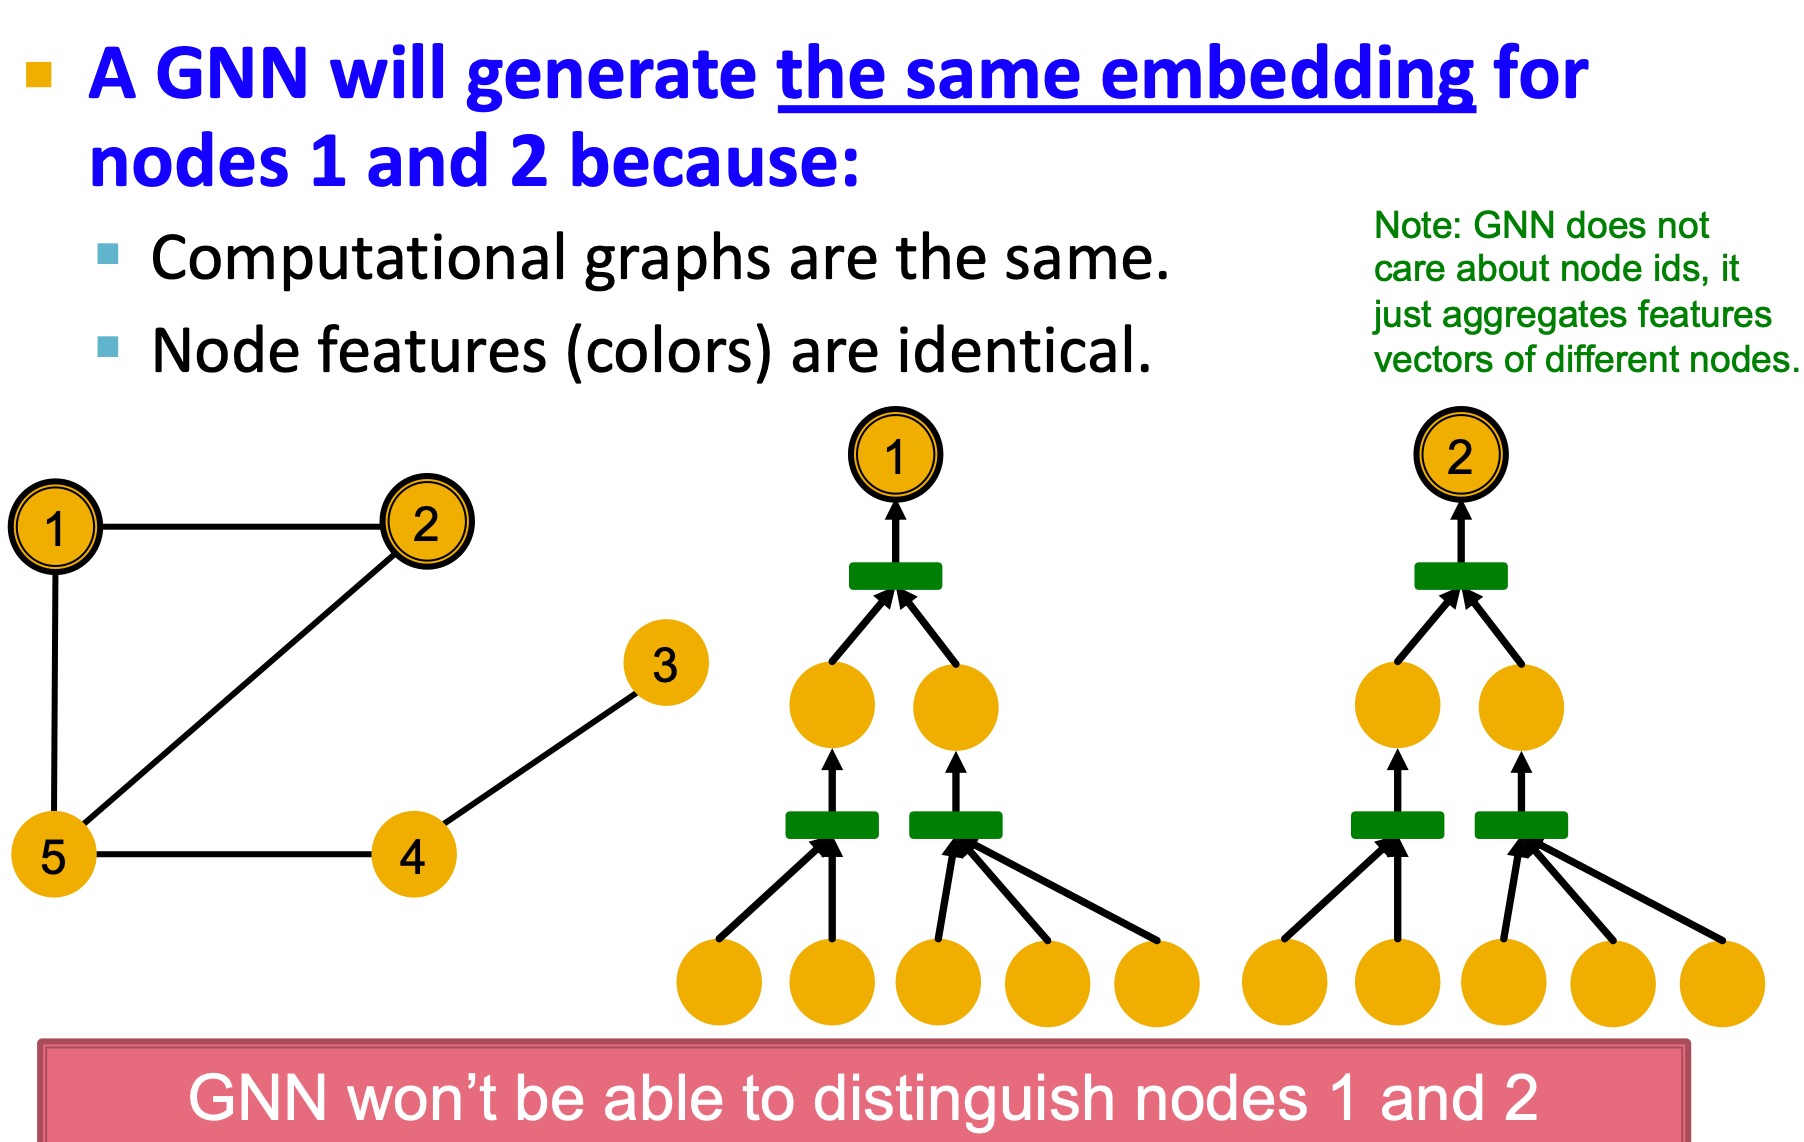 A GNN will generate the same embedding for
nodes 1 and 2 because:
Computational graphs are the same.
Node features (colors) are identical.
Note: GNN does not
care about node ids, it
just aggregates features
vectors of different nodes.
1
2
1
2
3
5
4
GNN won’t be able to distinguish nodes 1 and 2